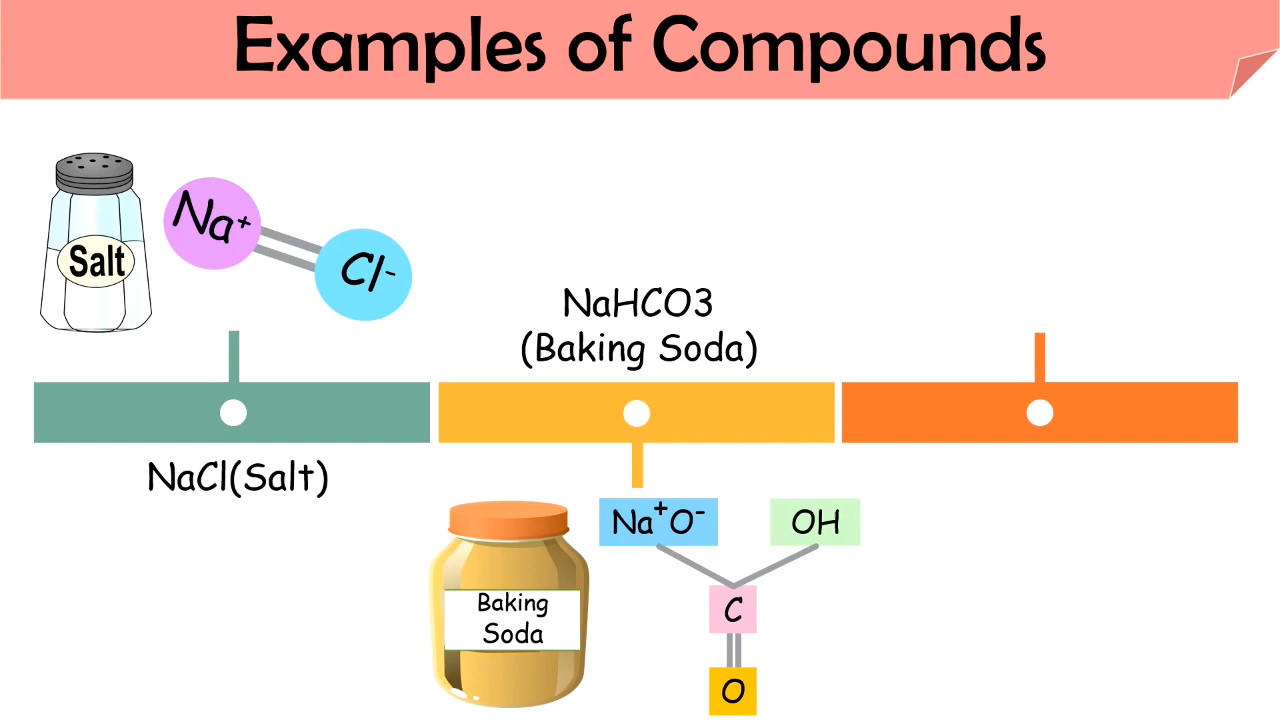 Examples of Compounds
Salt
Na⁺
Cl⁻
NaCl(Salt)
NaHCO3
(Baking Soda)
Baking
Soda
Na⁺O⁻
OH
C
O